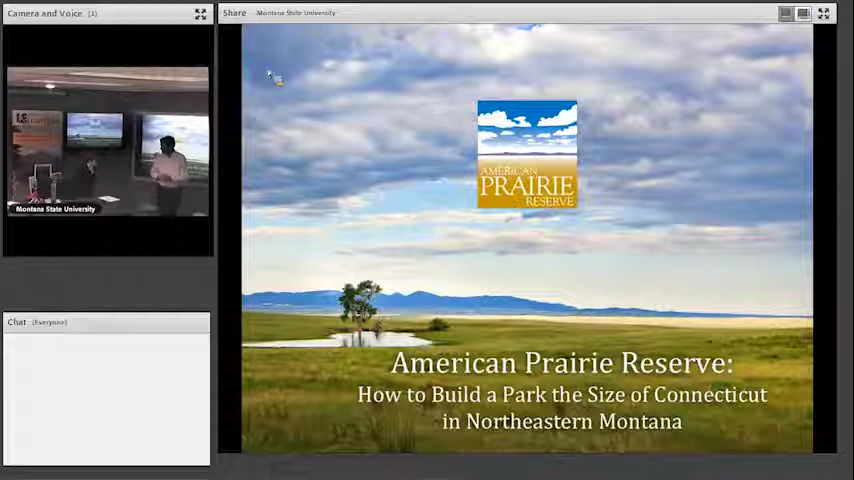 Camera and Voice (1)
Share - Montana State University
Montana State University
Chat (Everyone)
AMERICAN
PRAIRIE
RESERVE
American Prairie Reserve:
How to Build a Park the Size of Connecticut
in Northeastern Montana